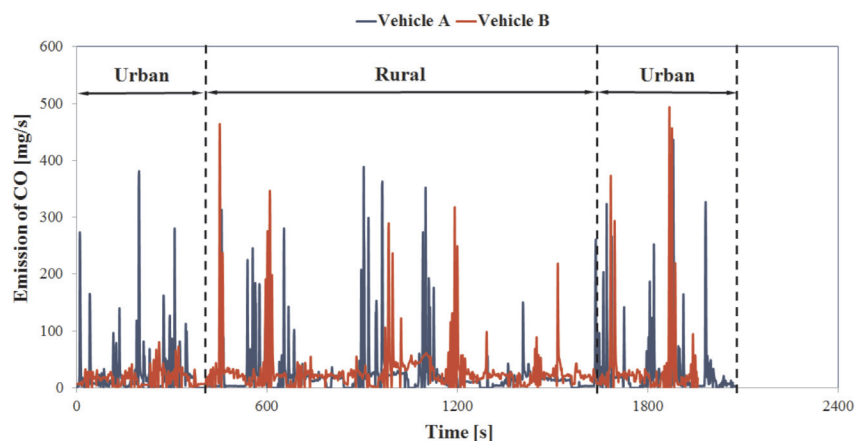 Vehicle A Vehicle B
600
Urban Rural Urban
500
400
300
200
100
0
Emission of CO [mg/s]
0 600 1200 1800 2400
Time [s]